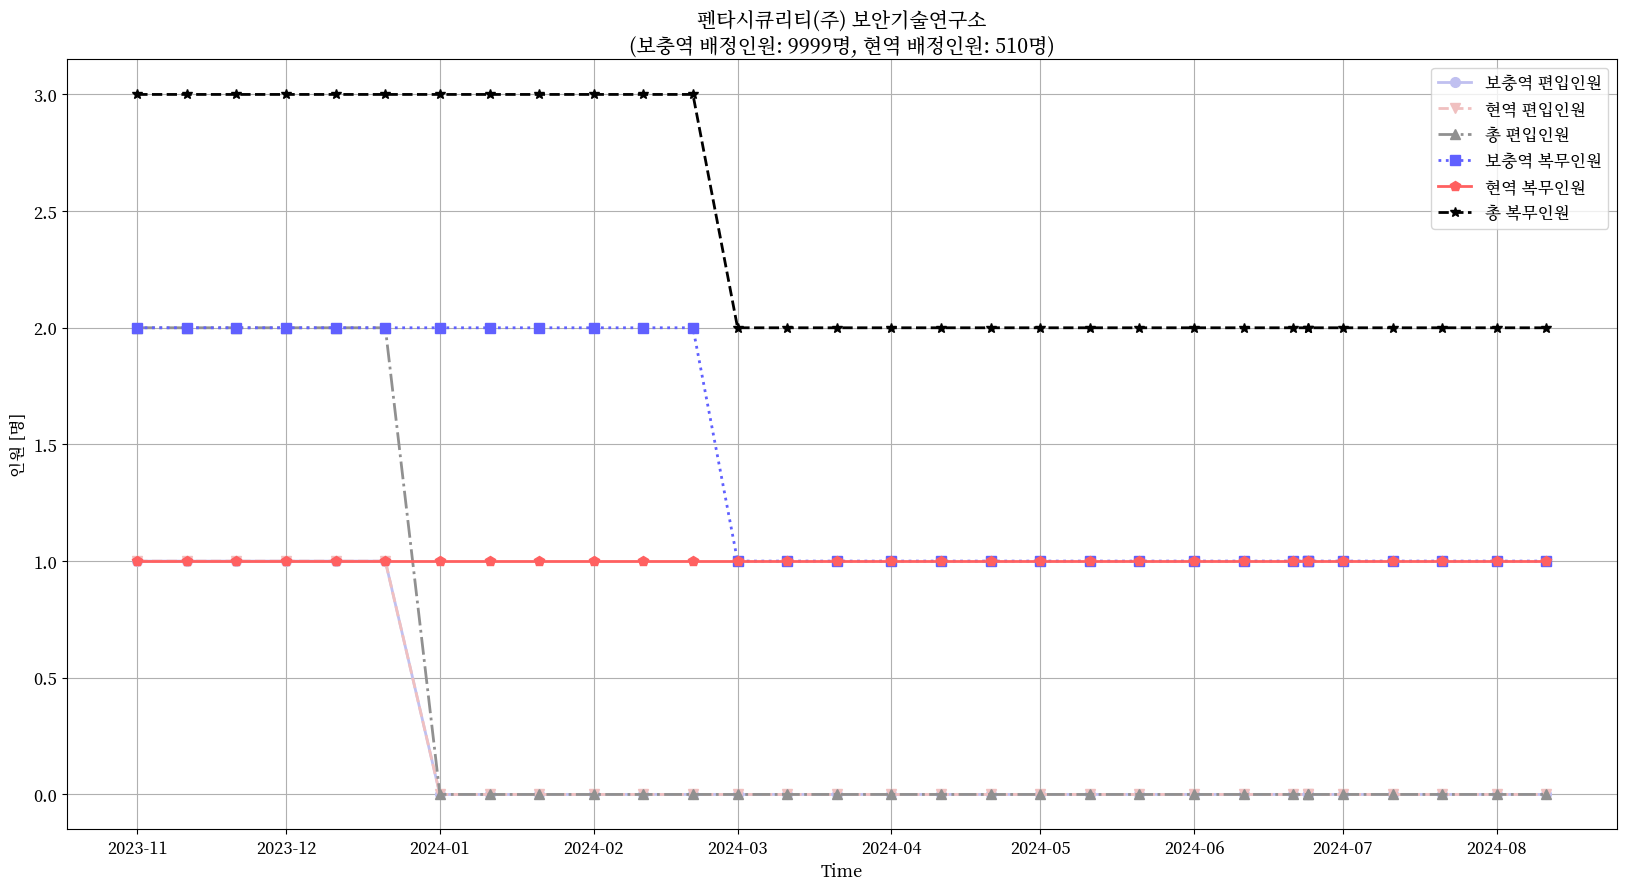 펜타시큐리티(주) 보안기술연구소
(보충역 배정인원: 9999명, 현역 배정인원: 510명)
보충역 편입인원
현역 편입인원
총 편입인원
보충역 복무인원
현역 복무인원
총 복무인원
인원 [명]
3.0
2.5
2.0
1.5
1.0
0.5
0.0
2023-11
2023-12
2024-01
2024-02
2024-03
2024-04
2024-05
2024-06
2024-07
2024-08
Time